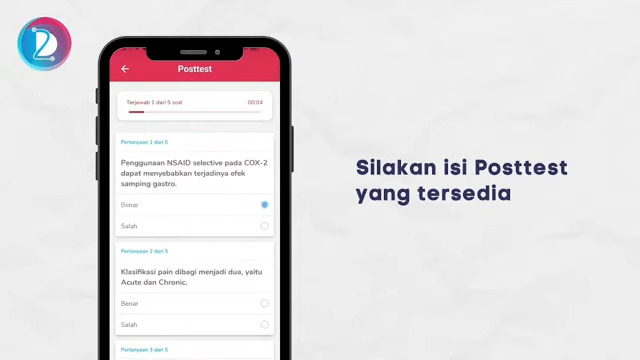 Posttest
Terjawab 1 dari 5 soal
00:04
Pertanyaan 1 dari 5
Penggunaan NSAID selective pada COX-2
dapat menyebabkan terjadinya efek
samping gastro.
Benar
Salah
Pertanyaan 2 dari 5
Klasifikasi pain dibagi menjadi dua, yaitu
Acute dan Chronic.
Benar
Salah
Pertanyaan 3 dari 5
Silakan isi Posttest
yang tersedia